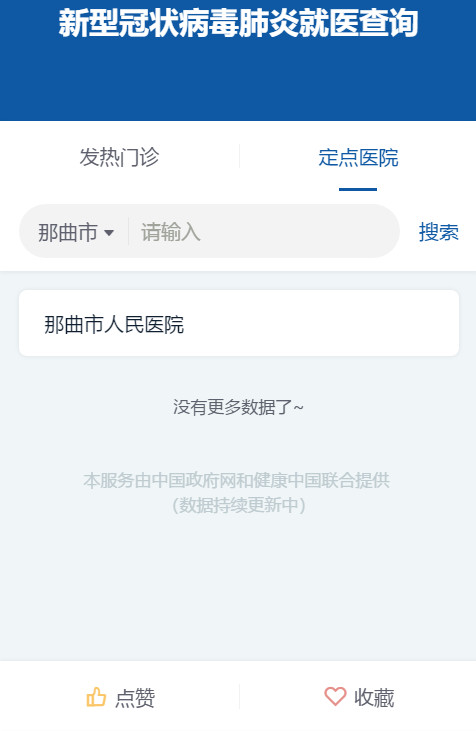 新型冠状病毒肺炎就医查询
发热门诊
定点医院
那曲市 请输入 搜索
那曲市人民医院
没有更多数据了~
本服务由中国政府网和健康中国联合提供
（数据持续更新中）
点赞
收藏